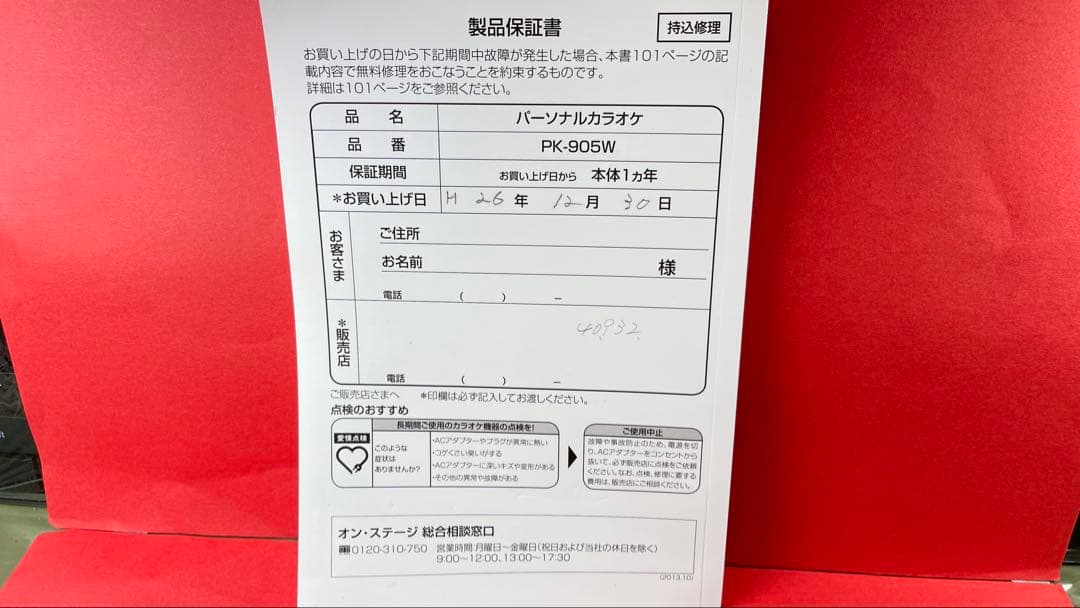 製品保証書
持込修理
お買い上げの日から下記期間中故障が発生した場合、本書101ページの記
載内容で無料修理をおこなうことを約束するものです。
詳細は101ページをご参照ください。
品名 パーソナルカラオケ
品番 PK-905W
保証期間 お買い上げ日から 本体1ヵ年
*お買い上げ日 H 26年 12月 30日
お客さま
ご住所
お名前 様
電話 ( ) −
*販売店
40,932.
電話 ( ) −
ご販売店さまへ *印欄は必ず記入してお渡しください。
点検のおすすめ
長期間ご使用のカラオケ機器の点検を!
愛情点検
このような
症状は
ありませんか?
・ACアダプターやプラグが異常に熱い
・コゲくさい臭いがする
・ACアダプターに深いキズや変形がある
・その他の異常や故障がある
ご使用中止
故障や事故防止のため、電源を切
り、ACアダプターをコンセントから
抜いて、必ず販売店に点検をご依頼
ください。なお、点検、修理に要する
費用は、販売店にご相談ください。
オン・ステージ 総合相談窓口
0120-310-750 営業時間:月曜日〜金曜日(祝日および当社の休日を除く)
9:00〜12:00、13:00〜17:30
(2013.10)